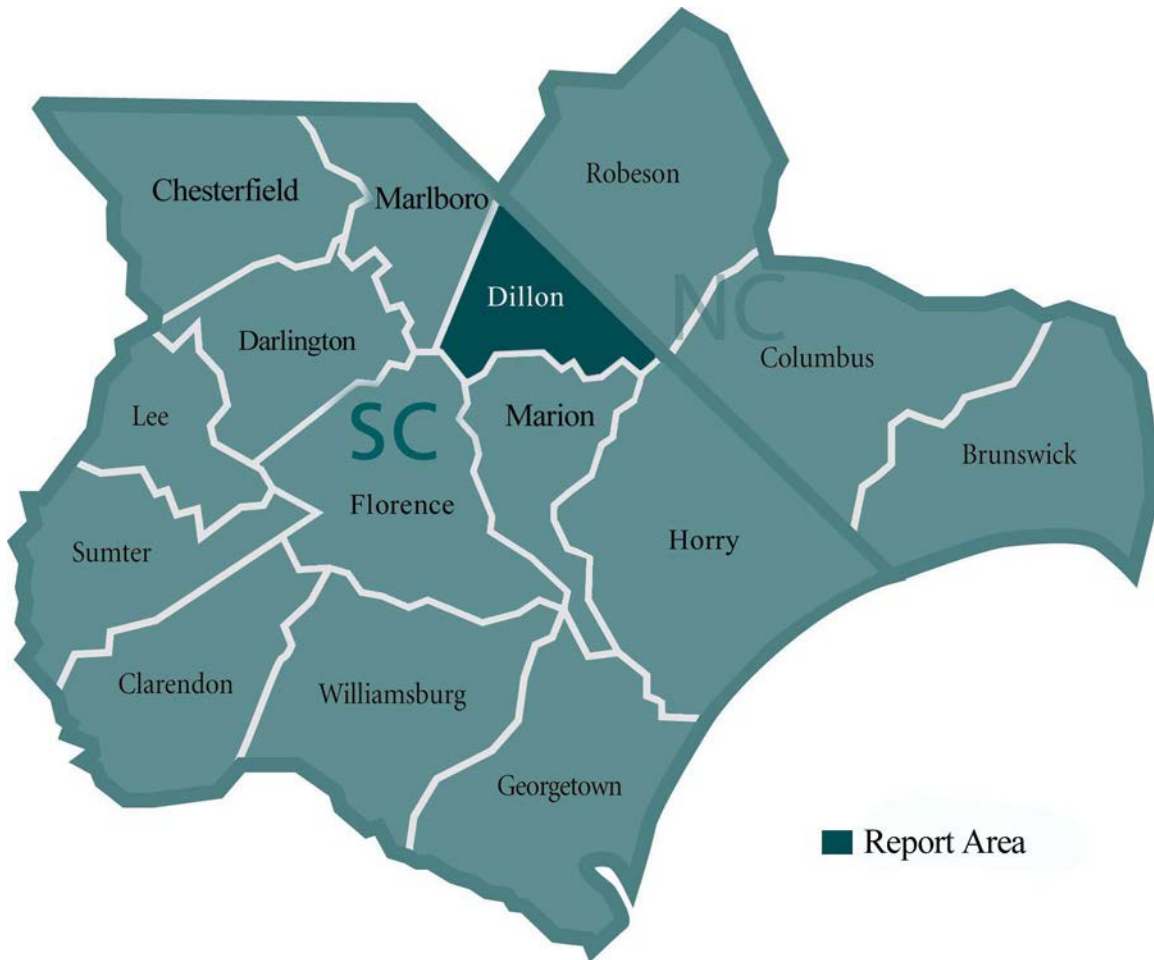 Robeson
Chesterfield
Marlboro
Dillon
NC
Darlington
Columbus
Lee
SC
Marion
Brunswick
Florence
Horry
Sumter
Clarendon
Williamsburg
Georgetown
Report Area